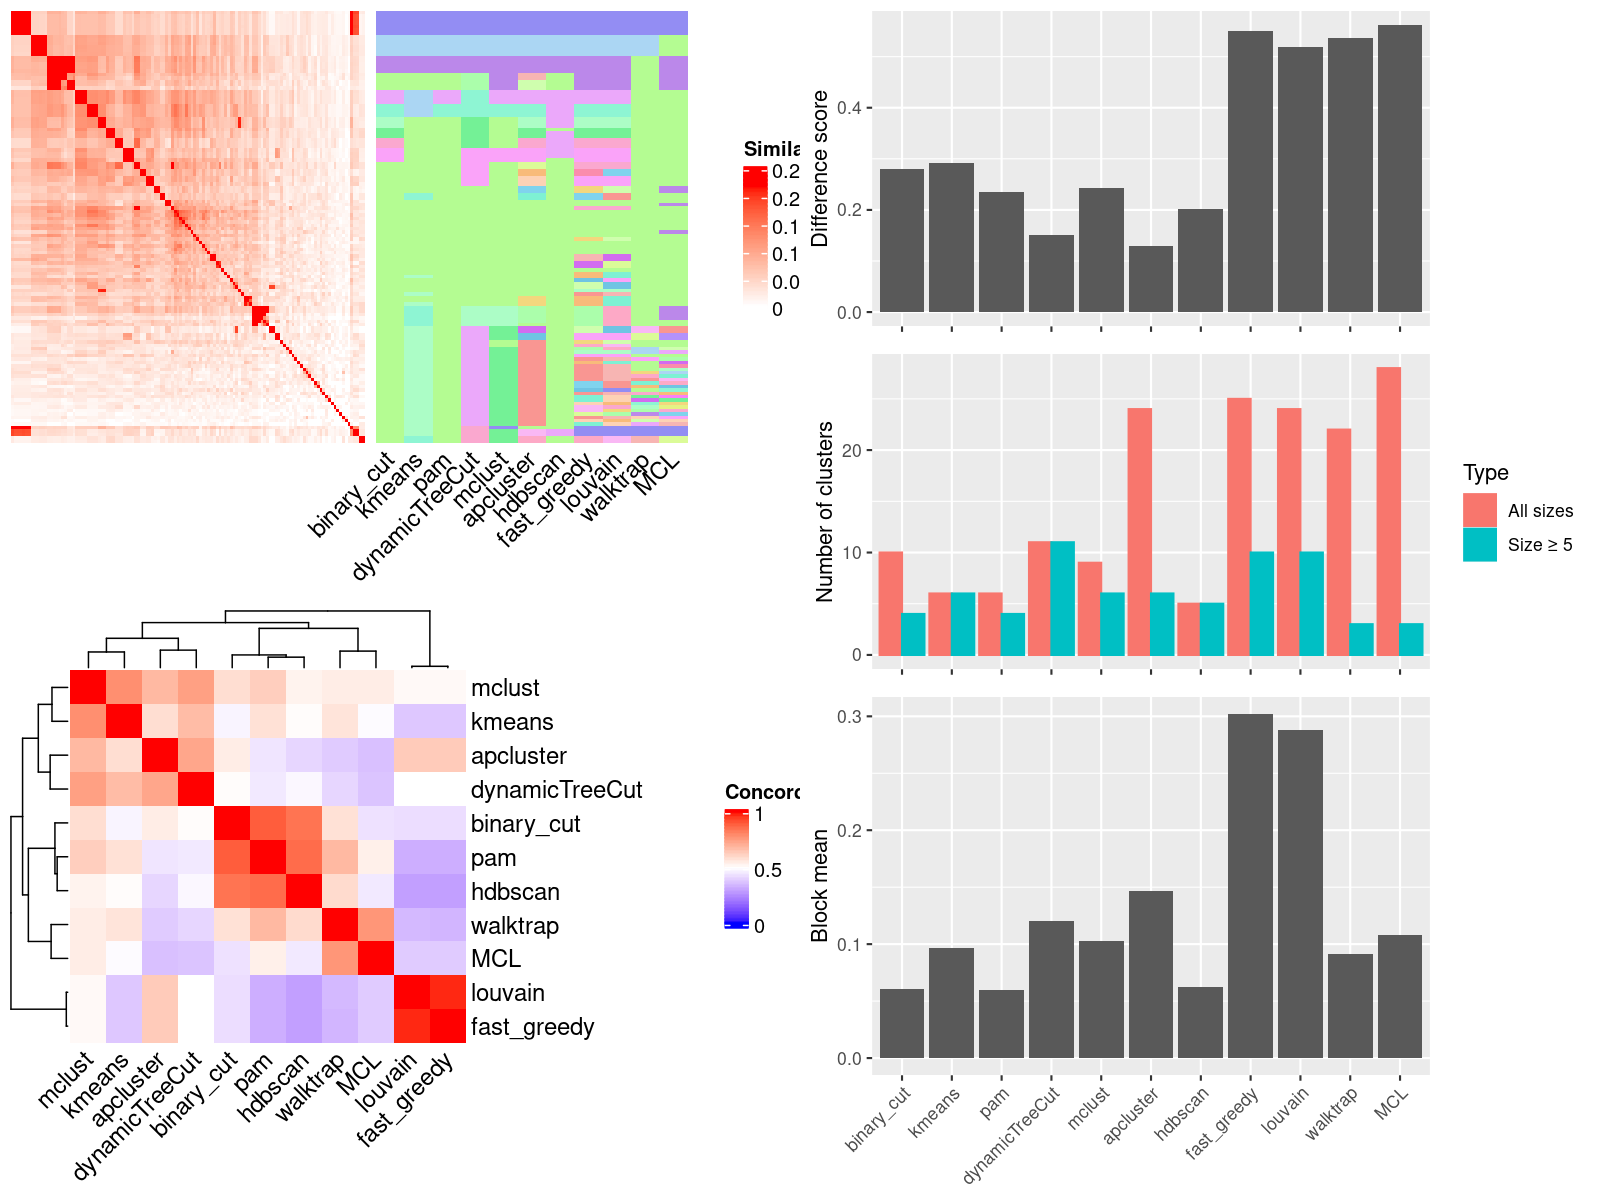 Simila
0.2
0.2
0.1
0.1
0.0
0
binary_cut
kmeans
pam
dynamicTreeCut
mclust
apcluster
hdbscan
fast_greedy
louvain
walktrap
MCL
mclust
kmeans
apcluster
dynamicTreeCut
binary_cut
pam
hdbscan
walktrap
MCL
louvain
fast_greedy
Concord
1
0.5
0
mclust
kmeans
apcluster
dynamicTreeCut
binary_cut
pam
hdbscan
walktrap
MCL
louvain
fast_greedy
Difference score
0.4
0.2
0.0
Number of clusters
20
10
0
Type
All sizes
Size ≥ 5
Block mean
0.3
0.2
0.1
0.0
binary_cut
kmeans
pam
dynamicTreeCut
mclust
apcluster
hdbscan
fast_greedy
louvain
walktrap
MCL